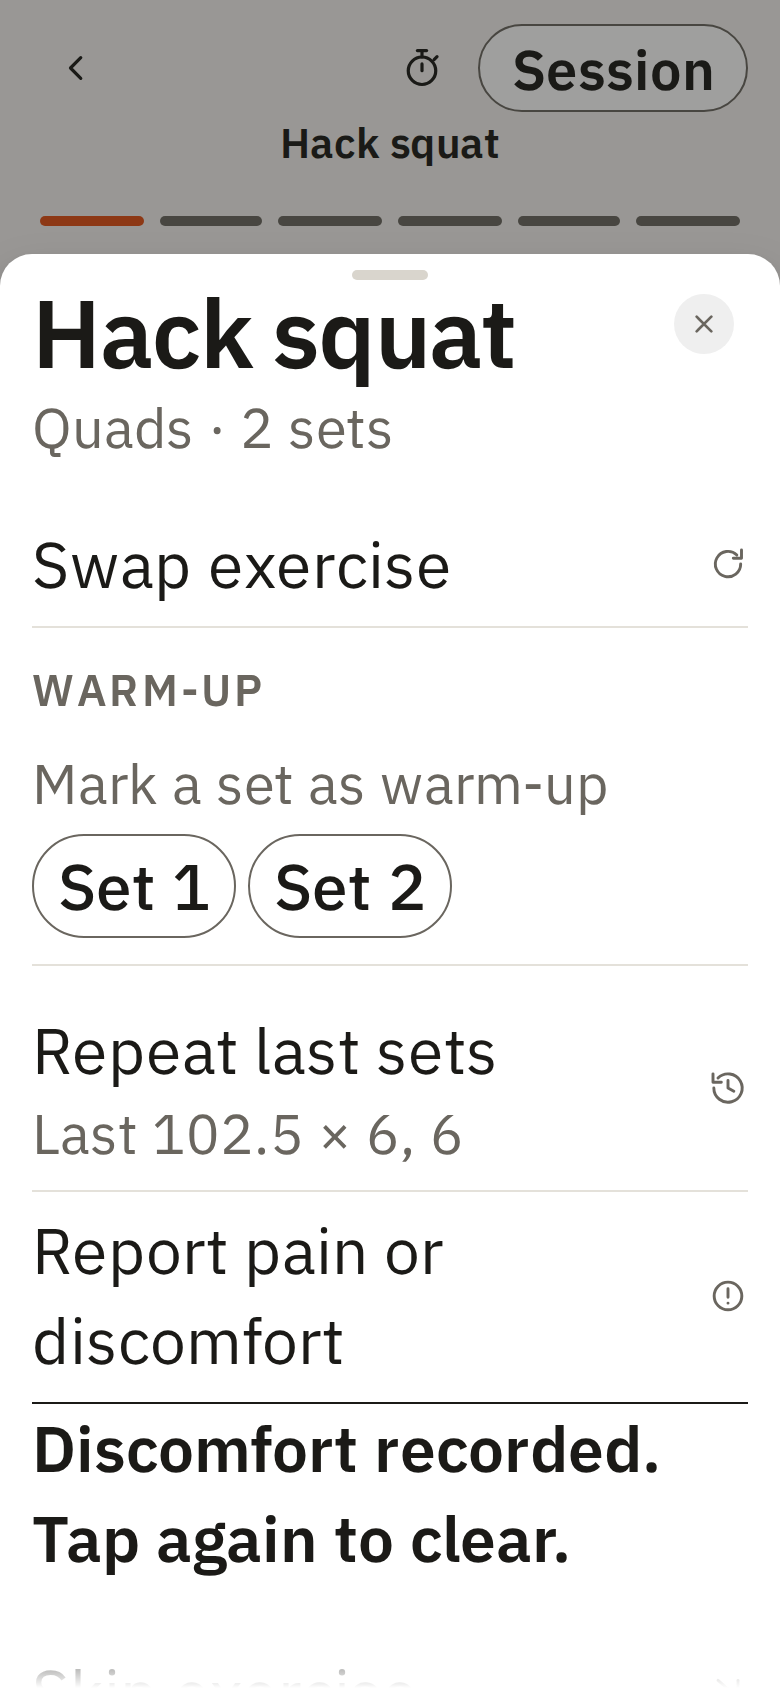 Session
Hack squat
Hack squat
Quads · 2 sets
Swap exercise
WARM-UP
Mark a set as warm-up
Set 1 Set 2
Repeat last sets
Last 102.5 × 6, 6
Report pain or
discomfort
Discomfort recorded.
Tap again to clear.
Skip exercise